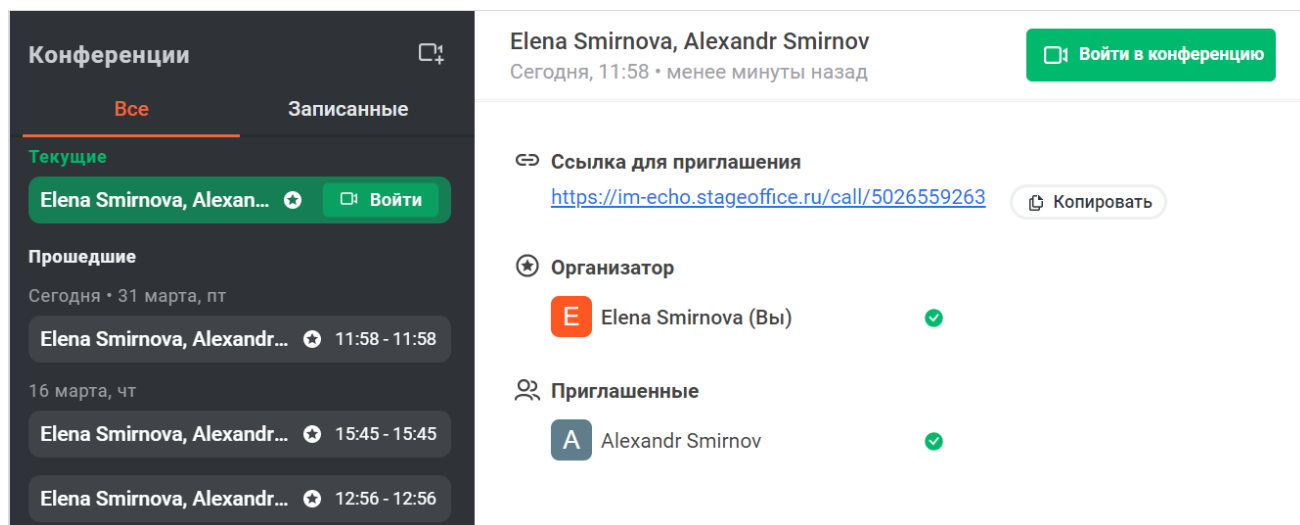 Конференции
Все
Записанные
Текущие
Elena Smirnova, Alexan...
Войти
Прошедшие
Сегодня • 31 марта, пт
Elena Smirnova, Alexandr...
11:58 - 11:58
16 марта, чт
Elena Smirnova, Alexandr...
15:45 - 15:45
Elena Smirnova, Alexandr...
12:56 - 12:56
Elena Smirnova, Alexandr Smirnov
Сегодня, 11:58 • менее минуты назад
Войти в конференцию
Ссылка для приглашения
https://im-echo.stageoffice.ru/call/5026559263
Копировать
Организатор
E
Elena Smirnova (Вы)
Приглашенные
A
Alexandr Smirnov